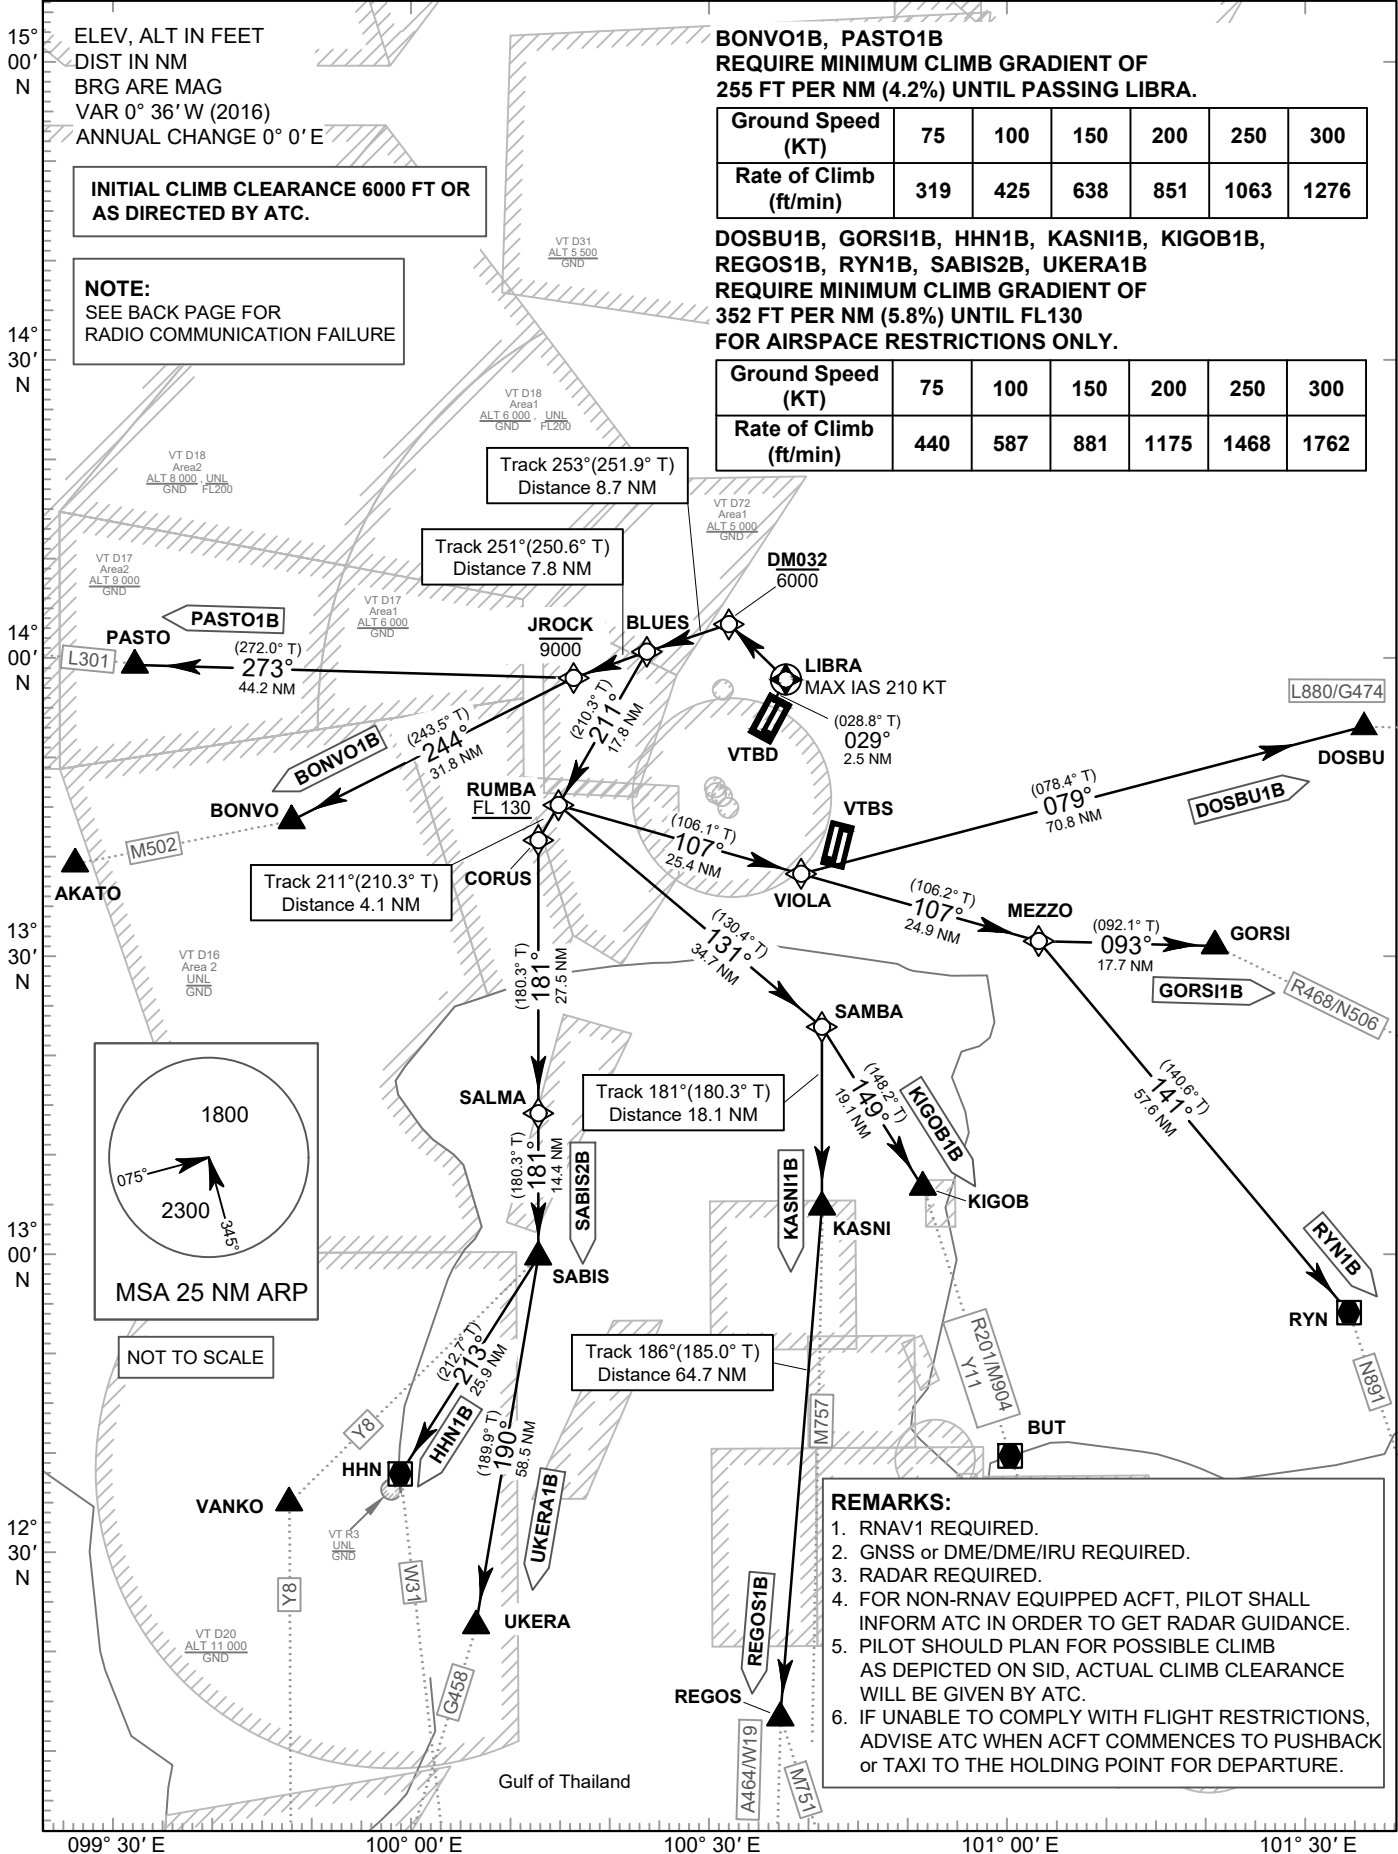 15°
00′
N
ELEV, ALT IN FEET
DIST IN NM
BRG ARE MAG
VAR 0° 36′ W (2016)
ANNUAL CHANGE 0° 0′ E
INITIAL CLIMB CLEARANCE 6000 FT OR
AS DIRECTED BY ATC.
NOTE:
SEE BACK PAGE FOR
RADIO COMMUNICATION FAILURE
BONVO1B, PASTO1B
REQUIRE MINIMUM CLIMB GRADIENT OF
255 FT PER NM (4.2%) UNTIL PASSING LIBRA.
Ground Speed
(KT) 75 100 150 200 250 300
Rate of Climb
(ft/min) 319 425 638 851 1063 1276
DOSBU1B, GORSI1B, HHN1B, KASNI1B, KIGOB1B,
REGOS1B, RYN1B, SABIS2B, UKERA1B
REQUIRE MINIMUM CLIMB GRADIENT OF
352 FT PER NM (5.8%) UNTIL FL130
FOR AIRSPACE RESTRICTIONS ONLY.
Ground Speed
(KT) 75 100 150 200 250 300
Rate of Climb
(ft/min) 440 587 881 1175 1468 1762
VT D31
ALT 5 500
GND
14°
30′
N
VT D18
Area1
ALT 6 000 , UNL
GND FL200
VT D18
Area2
ALT 8 000 , UNL
GND FL200
Track 253°(251.9° T)
Distance 8.7 NM
VT D72
Area1
ALT 5 000
GND
Track 251°(250.6° T)
Distance 7.8 NM
VT D17
Area2
ALT 9 000
GND
VT D17
Area1
ALT 6 000
GND
DM032
6000
14°
00′
N
PASTO1B
PASTO
L301
(272.0° T)
273°
44.2 NM
JROCK
9000
BLUES
LIBRA
MAX IAS 210 KT
(028.8° T)
029°
2.5 NM
VTBD
L880/G474
DOSBU
(210.3° T)
211°
17.8 NM
(243.5° T)
244°
31.8 NM
BONVO1B
BONVO
M502
AKATO
RUMBA
FL 130
CORUS
Track 211°(210.3° T)
Distance 4.1 NM
(106.1° T)
107°
25.4 NM
VTBS
VIOLA
(078.4° T)
079°
70.8 NM
DOSBU1B
(106.2° T)
107°
24.9 NM
MEZZO
(092.1° T)
093°
17.7 NM
GORSI
GORSI1B
R468/N506
13°
30′
N
VT D16
Area 2
UNL
GND
(180.3° T)
181°
27.5 NM
(130.4° T)
131°
34.7 NM
SAMBA
1800
075°
2300
345°
MSA 25 NM ARP
NOT TO SCALE
SALMA
Track 181°(180.3° T)
Distance 18.1 NM
(148.2° T)
149°
19.1 NM
KIGOB1B
KIGOB
(140.6° T)
141°
57.6 NM
(180.3° T)
181°
14.4 NM
SABIS2B
SABIS
KASNI1B
KASNI
13°
00′
N
RYN1B
RYN
N891
Track 186°(185.0° T)
Distance 64.7 NM
R201/M904
Y11
M757
BUT
(212.7° T)
213°
25.9 NM
Y8
HHN1B
HHN
(189.9° T)
190°
58.5 NM
UKERA1B
VANKO
VT R3
UNL
GND
12°
30′
N
Y8
W31
UKERA
G458
VT D20
ALT 11 000
GND
REGOS1B
REGOS
A464/W19
M751
Gulf of Thailand
REMARKS:
1. RNAV1 REQUIRED.
2. GNSS or DME/DME/IRU REQUIRED.
3. RADAR REQUIRED.
4. FOR NON-RNAV EQUIPPED ACFT, PILOT SHALL
INFORM ATC IN ORDER TO GET RADAR GUIDANCE.
5. PILOT SHOULD PLAN FOR POSSIBLE CLIMB
AS DEPICTED ON SID, ACTUAL CLIMB CLEARANCE
WILL BE GIVEN BY ATC.
6. IF UNABLE TO COMPLY WITH FLIGHT RESTRICTIONS,
ADVISE ATC WHEN ACFT COMMENCES TO PUSHBACK
or TAXI TO THE HOLDING POINT FOR DEPARTURE.
099° 30′ E 100° 00′ E 100° 30′ E 101° 00′ E 101° 30′ E